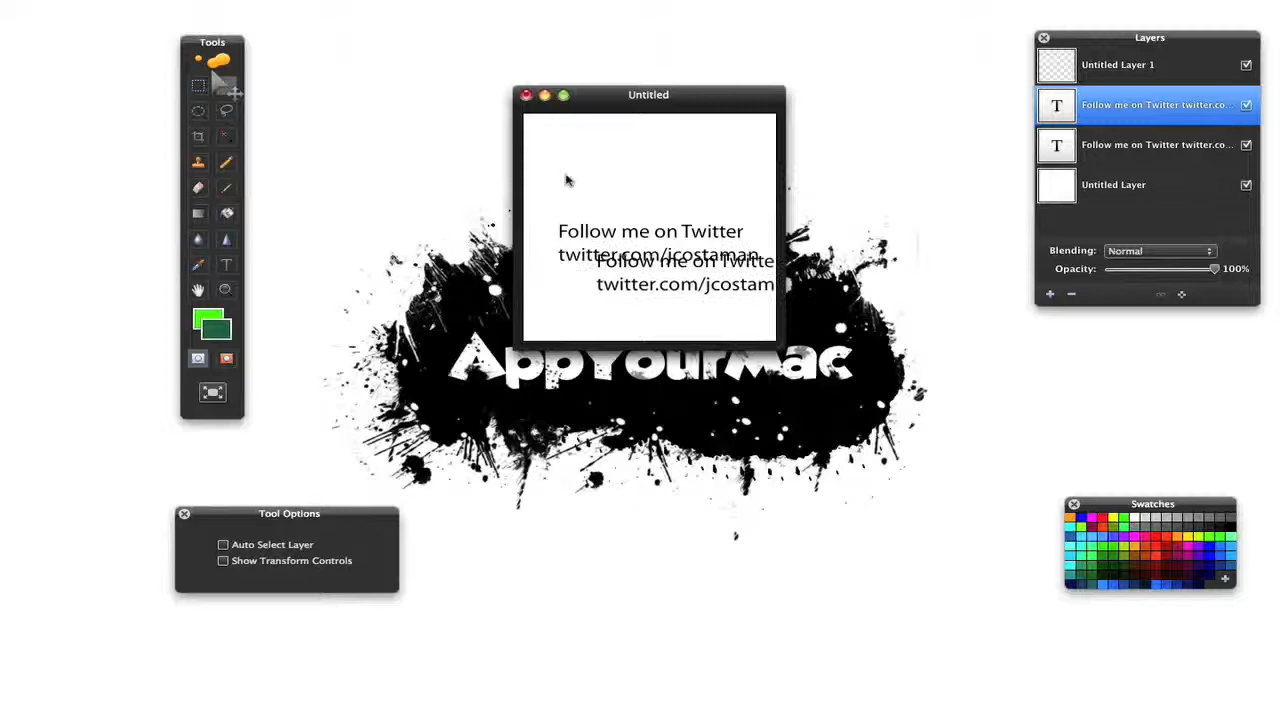 Tools
Untitled
Follow me on Twitter
twitter.com/jcostaman
Follow me on Twitte
twitter.com/jcostam
AppYourMac
Layers
Untitled Layer 1
T
Follow me on Twitter twitter.co...
T
Follow me on Twitter twitter.co...
Untitled Layer
Blending:
Normal
Opacity:
100%
Tool Options
Auto Select Layer
Show Transform Controls
Swatches